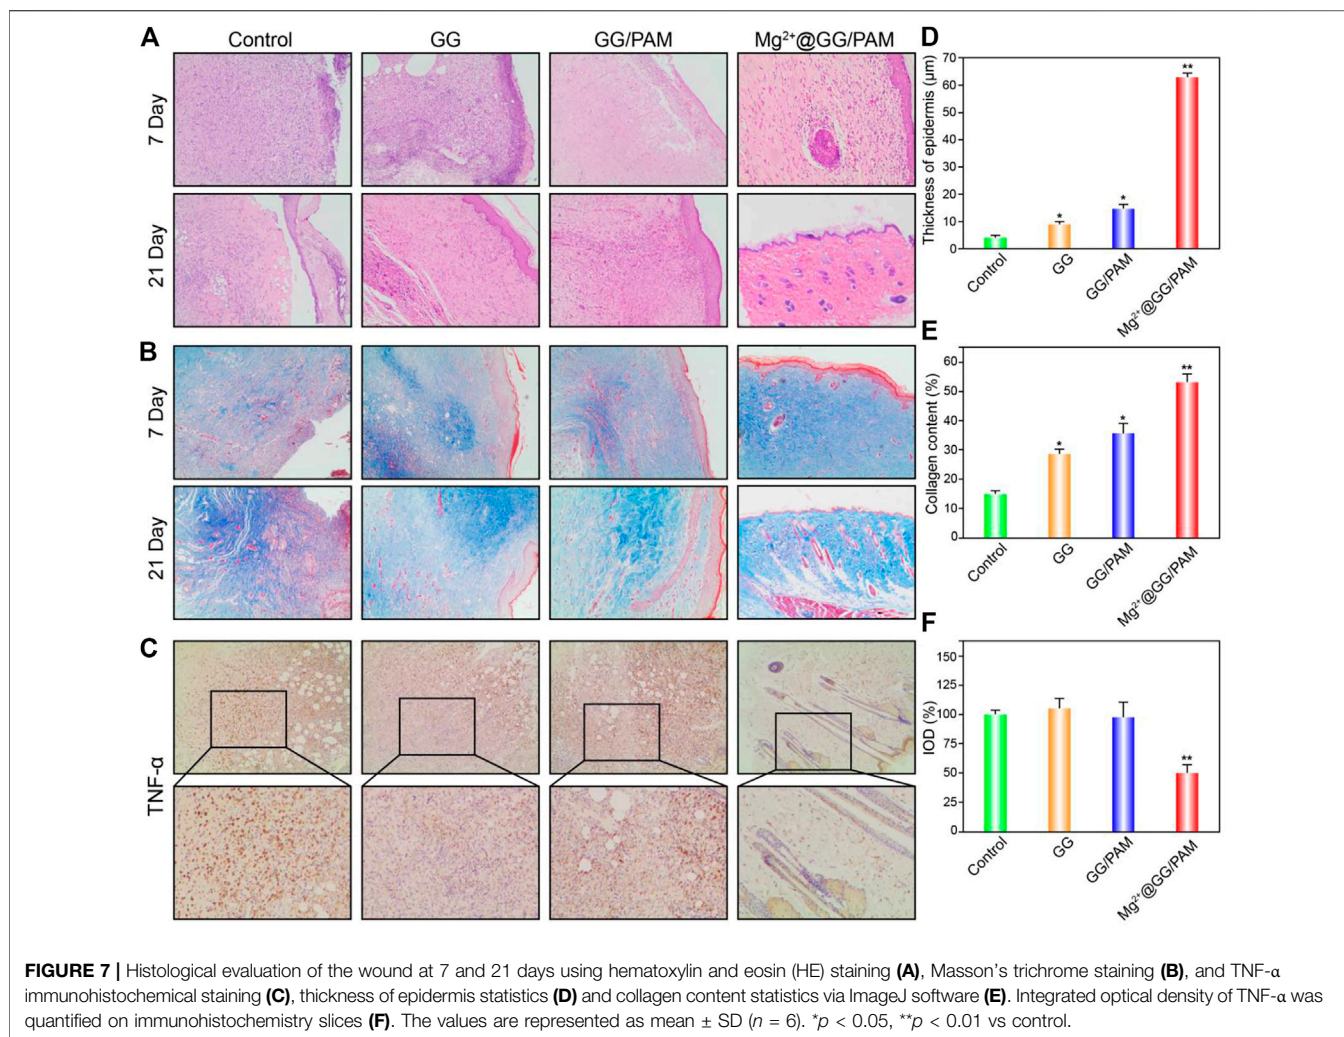 A
Control
GG
GG/PAM
Mg²⁺@GG/PAM
7 Day
21 Day
B
7 Day
21 Day
C
TNF-α
D
Thickness of epidermis (μm)
70
60
50
40
30
20
10
0
*
*
**
Control
GG
GG/PAM
Mg²⁺@GG/PAM
E
Collagen content (%)
60
50
40
30
20
10
0
*
*
**
Control
GG
GG/PAM
Mg²⁺@GG/PAM
F
IOD (%)
150
125
100
75
50
25
0
**
Control
GG
GG/PAM
Mg²⁺@GG/PAM
FIGURE 7 | Histological evaluation of the wound at 7 and 21 days using hematoxylin and eosin (HE) staining (A), Masson's trichrome staining (B), and TNF-α
immunohistochemical staining (C), thickness of epidermis statistics (D) and collagen content statistics via ImageJ software (E). Integrated optical density of TNF-α was
quantified on immunohistochemistry slices (F). The values are represented as mean ± SD (n = 6). *p < 0.05, **p < 0.01 vs control.